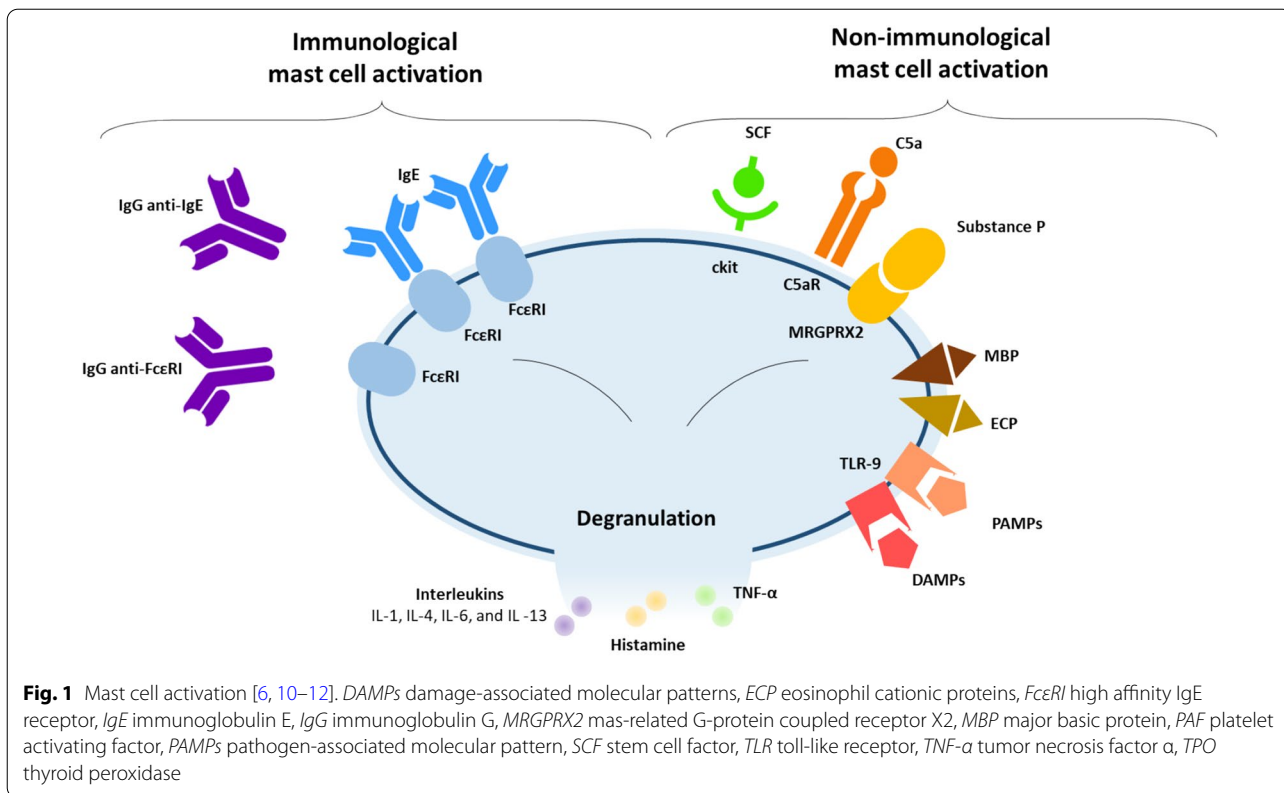 Immunological
mast cell activation
Non-immunological
mast cell activation
SCF
C5a
IgE
IgG anti-IgE
Substance P
ckit
C5aR
FcεRI
FcεRI
MRGPRX2
MBP
IgG anti-FcεRI
FcεRI
ECP
TLR-9
Degranulation
PAMPs
DAMPs
Interleukins
IL-1, IL-4, IL-6, and IL -13
TNF-α
Histamine
Fig. 1 Mast cell activation [6, 10–12]. DAMPs damage-associated molecular patterns, ECP eosinophil cationic proteins, FcεRI high affinity IgE
receptor, IgE immunoglobulin E, IgG immunoglobulin G, MRGPRX2 mas-related G-protein coupled receptor X2, MBP major basic protein, PAF platelet
activating factor, PAMPs pathogen-associated molecular pattern, SCF stem cell factor, TLR toll-like receptor, TNF-α tumor necrosis factor α, TPO
thyroid peroxidase